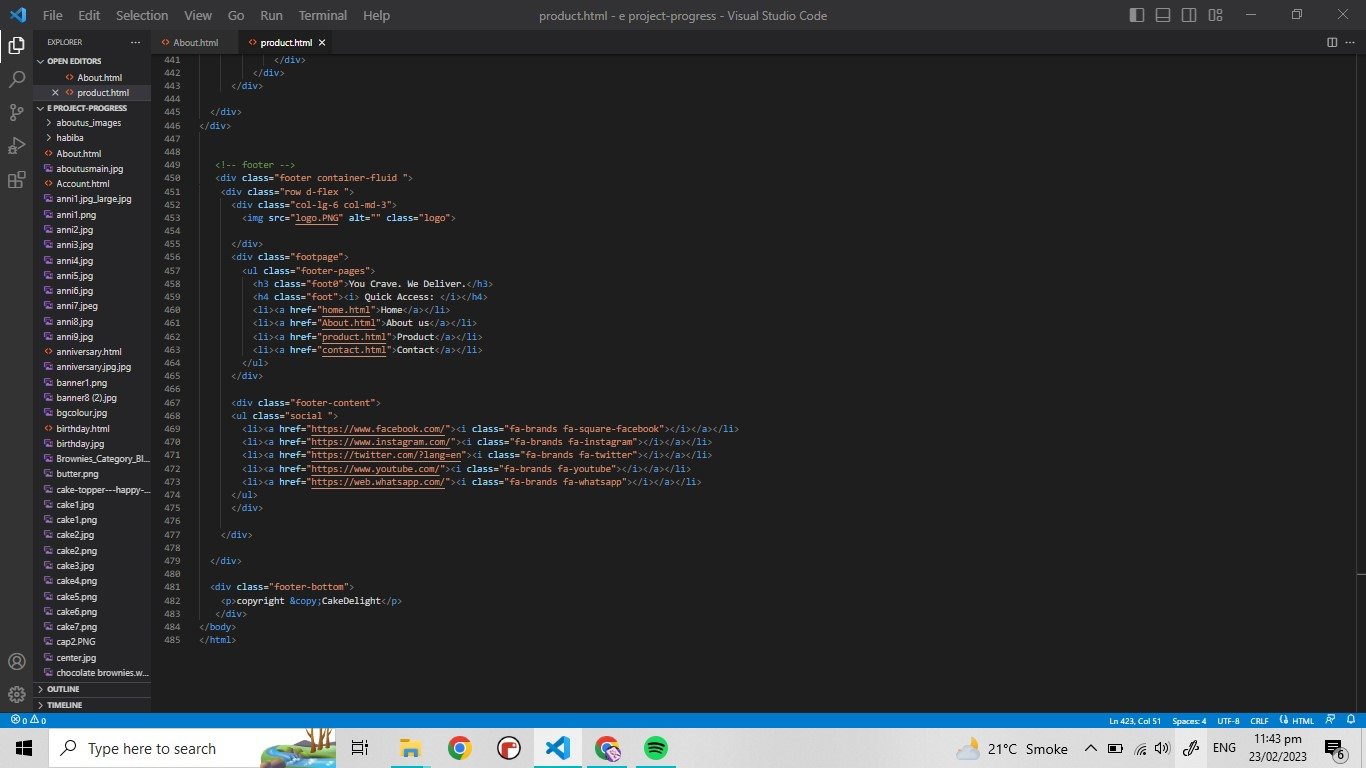 File Edit Selection View Go Run Terminal Help
product.html - e project-progress - Visual Studio Code
EXPLORER ···
About.html
product.html
OPEN EDITORS
About.html
product.html
E PROJECT-PROGRESS
aboutus_images
habiba
About.html
aboutusmain.jpg
Account.html
anni1.jpg_large.jpg
anni1.png
anni2.jpg
anni3.jpg
anni4.jpg
anni5.jpg
anni6.jpg
anni7.jpeg
anni8.jpg
anni9.jpg
anniversary.html
anniversary.jpg.jpg
banner1.png
banner8 (2).jpg
bgcolour.jpg
birthday.html
birthday.jpg
Brownies_Category_Bl...
butter.png
cake-topper---happy-...
cake1.jpg
cake1.png
cake2.jpg
cake2.png
cake3.jpg
cake4.png
cake5.png
cake6.png
cake7.png
cap2.PNG
center.jpg
chocolate brownies.w...
OUTLINE
TIMELINE
441 </div>
442 </div>
443 </div>
444
445 </div>
446 </div>
447
448
449 <!-- footer -->
450 <div class="footer container-fluid ">
451 <div class="row d-flex ">
452 <div class="col-lg-6 col-md-3">
453 <img src="logo.PNG" alt="" class="logo">
454
455 </div>
456 <div class="footpage">
457 <ul class="footer-pages">
458 <h3 class="foot0">You Crave. We Deliver.</h3>
459 <h4 class="foot"><i> Quick Access: </i></h4>
460 <li><a href="home.html">Home</a></li>
461 <li><a href="About.html">About us</a></li>
462 <li><a href="product.html">Product</a></li>
463 <li><a href="contact.html">Contact</a></li>
464 </ul>
465 </div>
466
467 <div class="footer-content">
468 <ul class="social ">
469 <li><a href="https://www.facebook.com/"><i class="fa-brands fa-square-facebook"></i></a></li>
470 <li><a href="https://www.instagram.com/"><i class="fa-brands fa-instagram"></i></a></li>
471 <li><a href="https://twitter.com/?lang=en"><i class="fa-brands fa-twitter"></i></a></li>
472 <li><a href="https://www.youtube.com/"><i class="fa-brands fa-youtube"></i></a></li>
473 <li><a href="https://web.whatsapp.com/"><i class="fa-brands fa-whatsapp"></i></a></li>
474 </ul>
475 </div>
476
477 </div>
478
479 </div>
480
481 <div class="footer-bottom">
482 <p>copyright &copy;CakeDelight</p>
483 </div>
484 </body>
485 </html>
0 0 Ln 423, Col 51 Spaces: 4 UTF-8 CRLF HTML
Type here to search
21°C Smoke
ENG
11:43 pm
23/02/2023
6